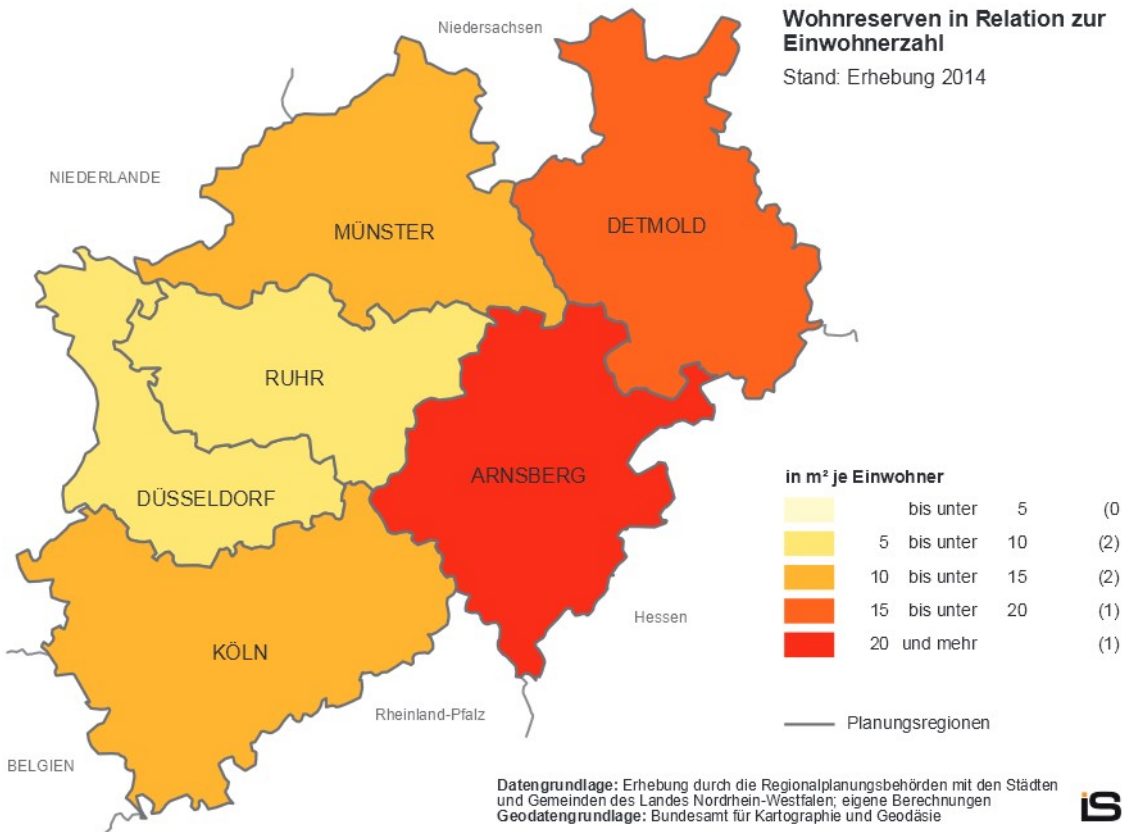 Wohnreserven in Relation zur
Einwohnerzahl
Stand: Erhebung 2014
Niedersachsen
NIEDERLANDE
MÜNSTER
DETMOLD
RUHR
ARNSBERG
DÜSSELDORF
KÖLN
Hessen
Rheinland-Pfalz
BELGIEN
in m² je Einwohner
bis unter 5 (0
5 bis unter 10 (2)
10 bis unter 15 (2)
15 bis unter 20 (1)
20 und mehr (1)
Planungsregionen
Datengrundlage: Erhebung durch die Regionalplanungsbehörden mit den Städten
und Gemeinden des Landes Nordrhein-Westfalen; eigene Berechnungen
Geodatengrundlage: Bundesamt für Kartographie und Geodäsie
iS